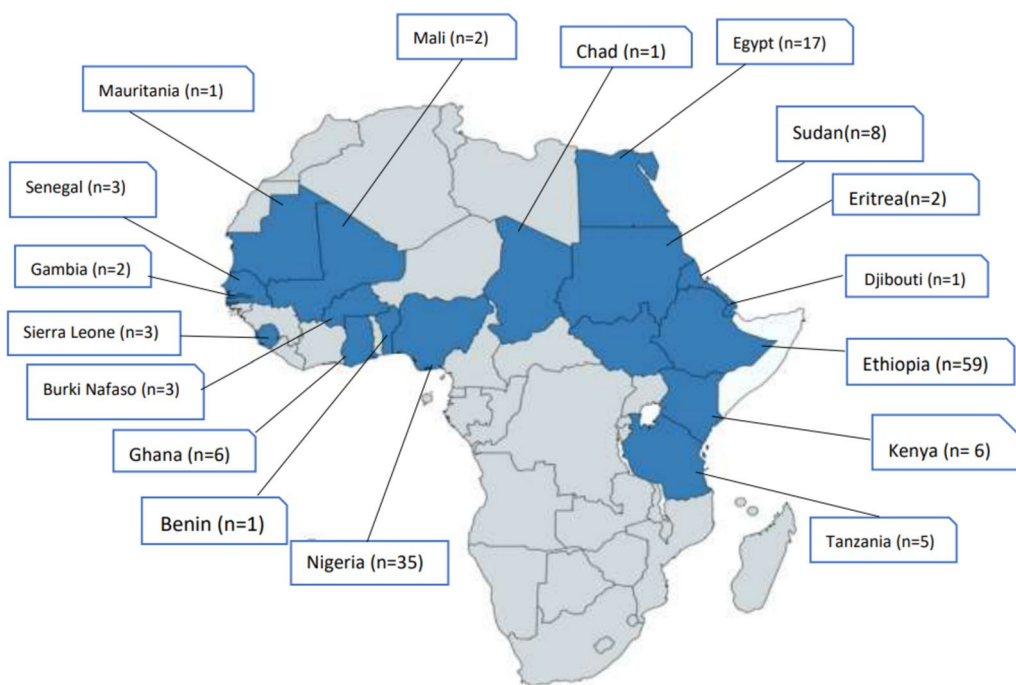 Mali (n=2)
Chad (n=1)
Egypt (n=17)
Mauritania (n=1)
Sudan(n=8)
Senegal (n=3)
Eritrea(n=2)
Gambia (n=2)
Djibouti (n=1)
Sierra Leone (n=3)
Ethiopia (n=59)
Burki Nafaso (n=3)
Ghana (n=6)
Kenya (n= 6)
Benin (n=1)
Nigeria (n=35)
Tanzania (n=5)